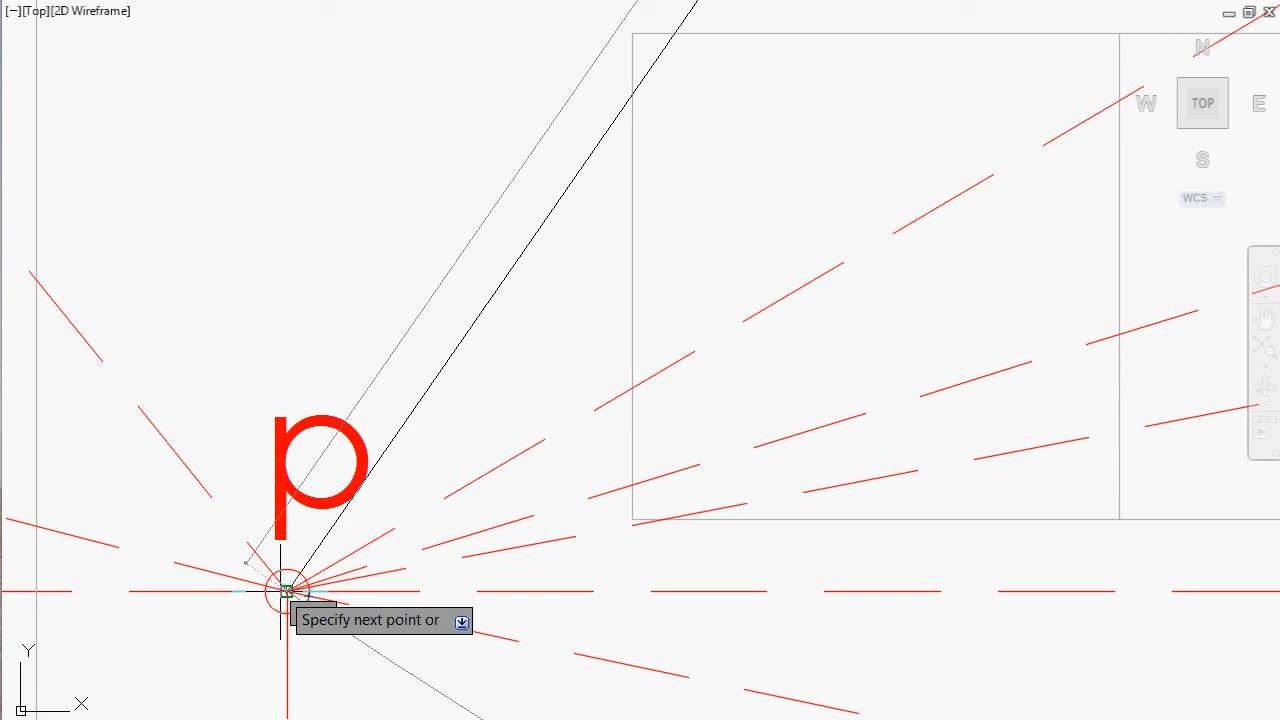 [−][Top][2D Wireframe]
N
W TOP E
S
WCS
p
Specify next point or
Y
X